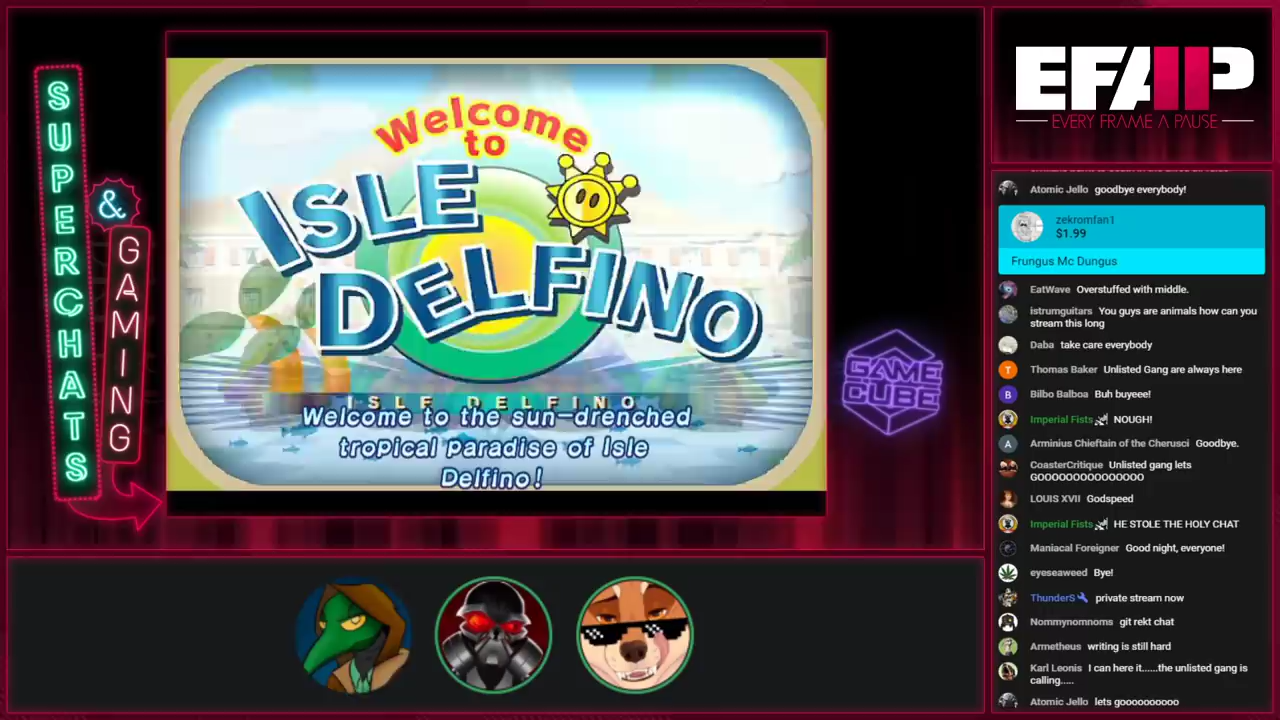 SUPERCHATS
&
GAMING
Welcome
to
ISLE
DELFINO
ISLE DELFINO
Welcome to the sun-drenched
tropical paradise of Isle
Delfino!
GAME
CUBE
EFAP
EVERY FRAME A PAUSE
Atomic Jello goodbye everybody!
zekromfan1
$1.99
Frungus Mc Dungus
EatWave Overstuffed with middle.
istrumguitars You guys are animals how can you
stream this long
Daba take care everybody
T Thomas Baker Unlisted Gang are always here
B Bilbo Balboa Buh buyeee!
Imperial Fists NOUGH!
A Arminius Chieftain of the Cherusci Goodbye.
CoasterCritique Unlisted gang lets
GOOOOOOOOOOOOOOO
LOUIS XVII Godspeed
Imperial Fists HE STOLE THE HOLY CHAT
Maniacal Foreigner Good night, everyone!
eyeseaweed Bye!
ThunderS private stream now
Nommynomnoms git rekt chat
Armetheus writing is still hard
Karl Leonis I can here it......the unlisted gang is
calling.....
Atomic Jello lets goooooooooo